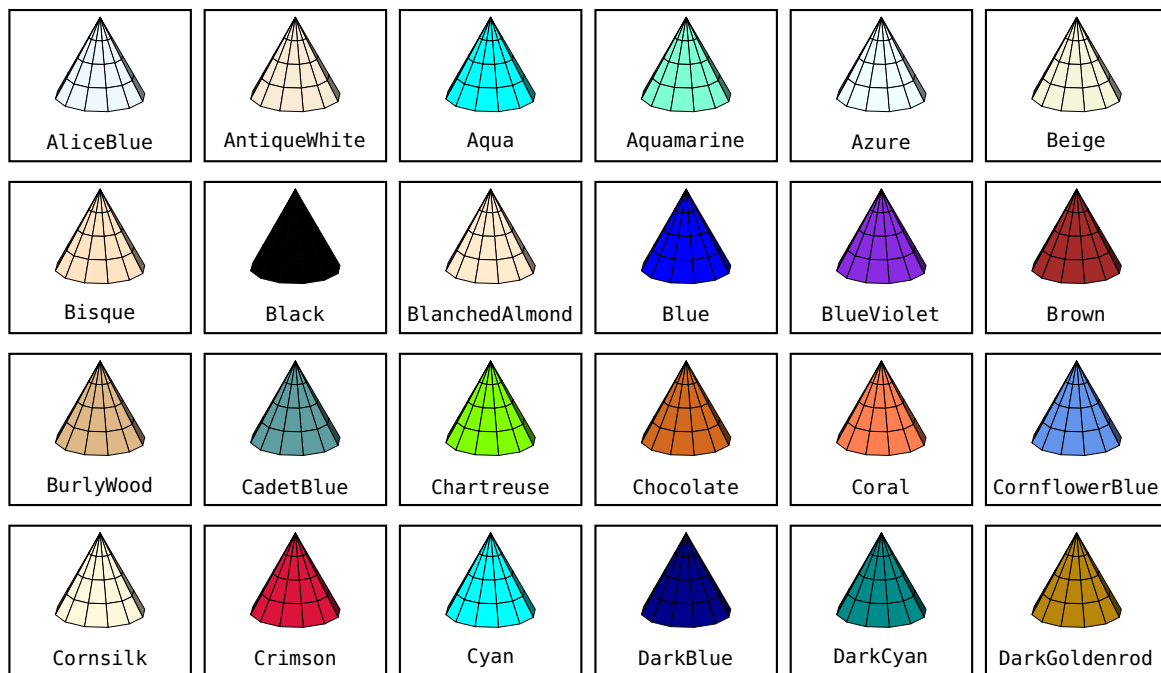 AliceBlue
AntiqueWhite
Aqua
Aquamarine
Azure
Beige
Bisque
Black
BlanchedAlmond
Blue
BlueViolet
Brown
BurlyWood
CadetBlue
Chartreuse
Chocolate
Coral
CornflowerBlue
Cornsilk
Crimson
Cyan
DarkBlue
DarkCyan
DarkGoldenrod